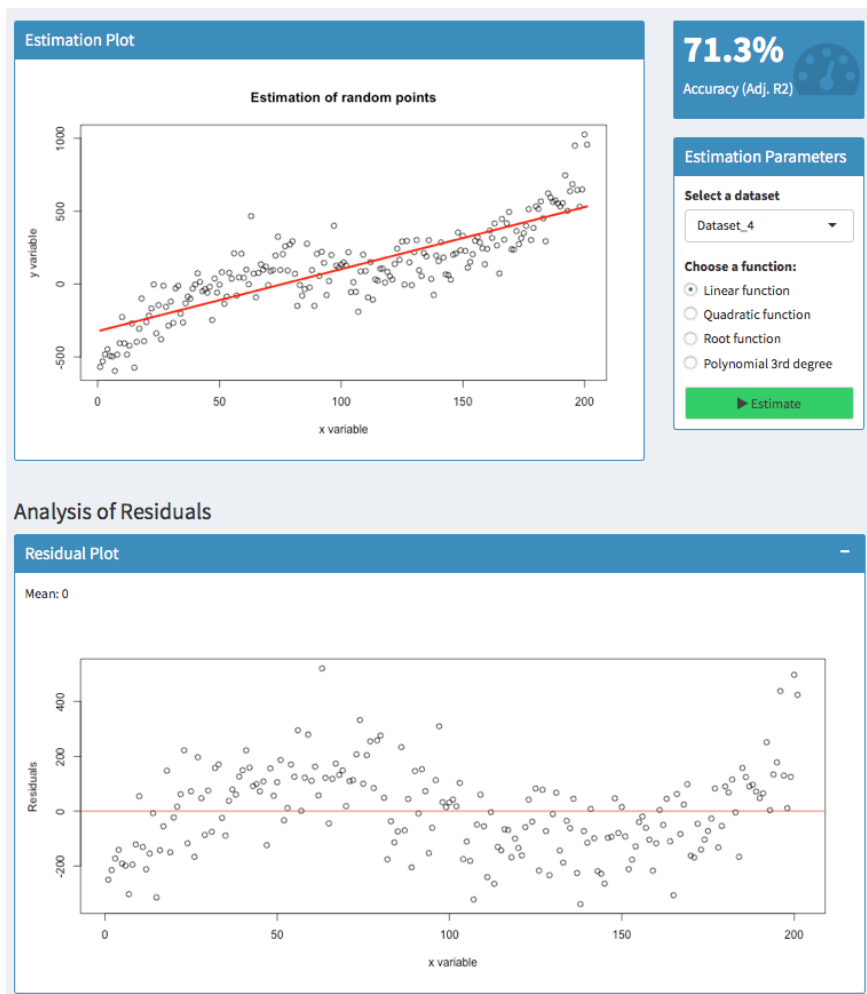 Estimation Plot
Estimation of random points
1000
500
0
-500
y variable
0
50
100
150
200
x variable
71.3%
Accuracy (Adj. R2)
Estimation Parameters
Select a dataset
Dataset_4
Choose a function:
Linear function
Quadratic function
Root function
Polynomial 3rd degree
Estimate
Analysis of Residuals
Residual Plot
Mean: 0
400
200
0
-200
Residuals
0
50
100
150
200
x variable